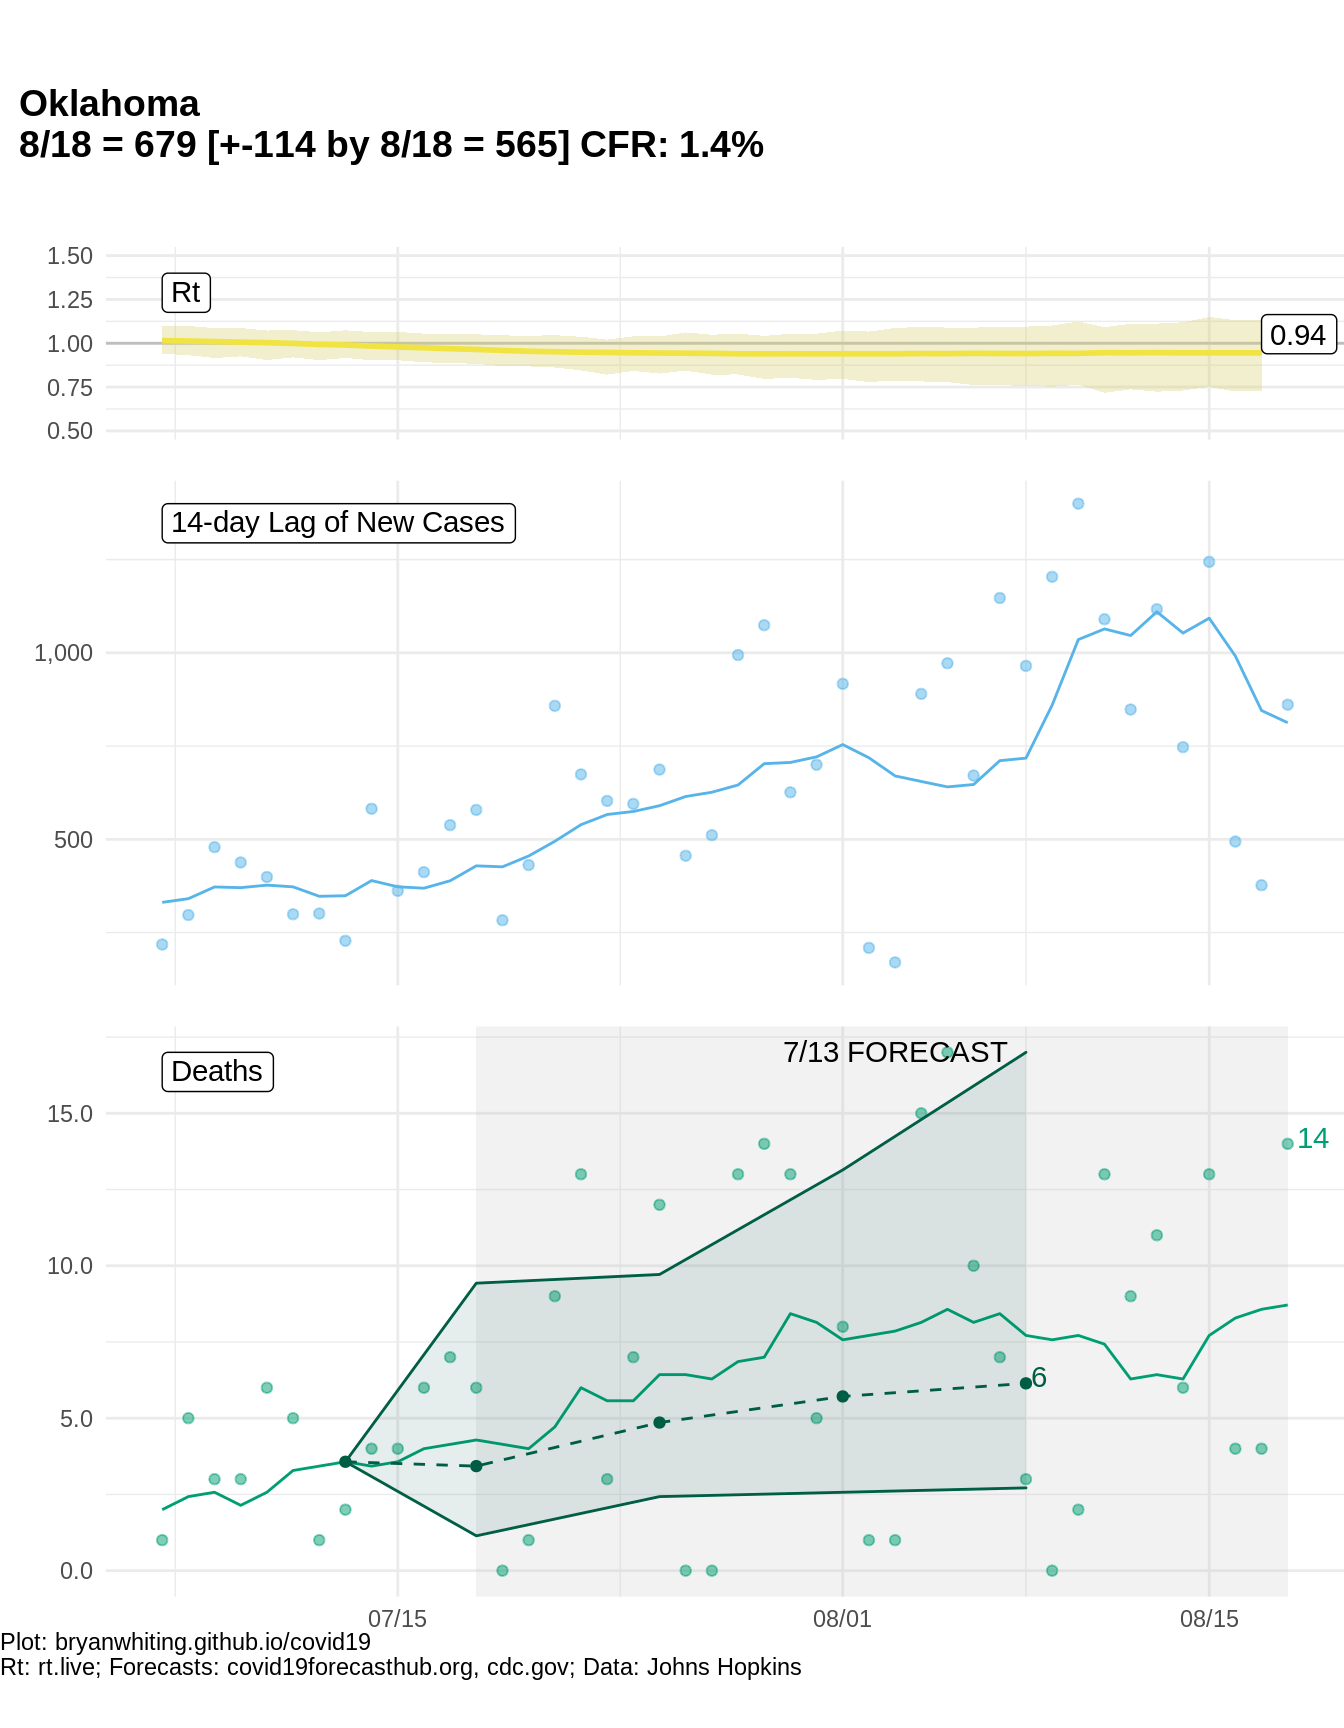 Oklahoma
8/18 = 679 [+-114 by 8/18 = 565] CFR: 1.4%
1.50
Rt
1.25
0.94
1.00
0.75
0.50
14-day Lag of New Cases
1,000
500
7/13 FORECAST
Deaths
15.0
14
10.0
6
5.0
0.0
07/15
08/01
08/15
Plot: bryanwhiting.github.io/covid19
Rt: rt.live; Forecasts: covid19forecasthub.org, cdc.gov; Data: Johns Hopkins